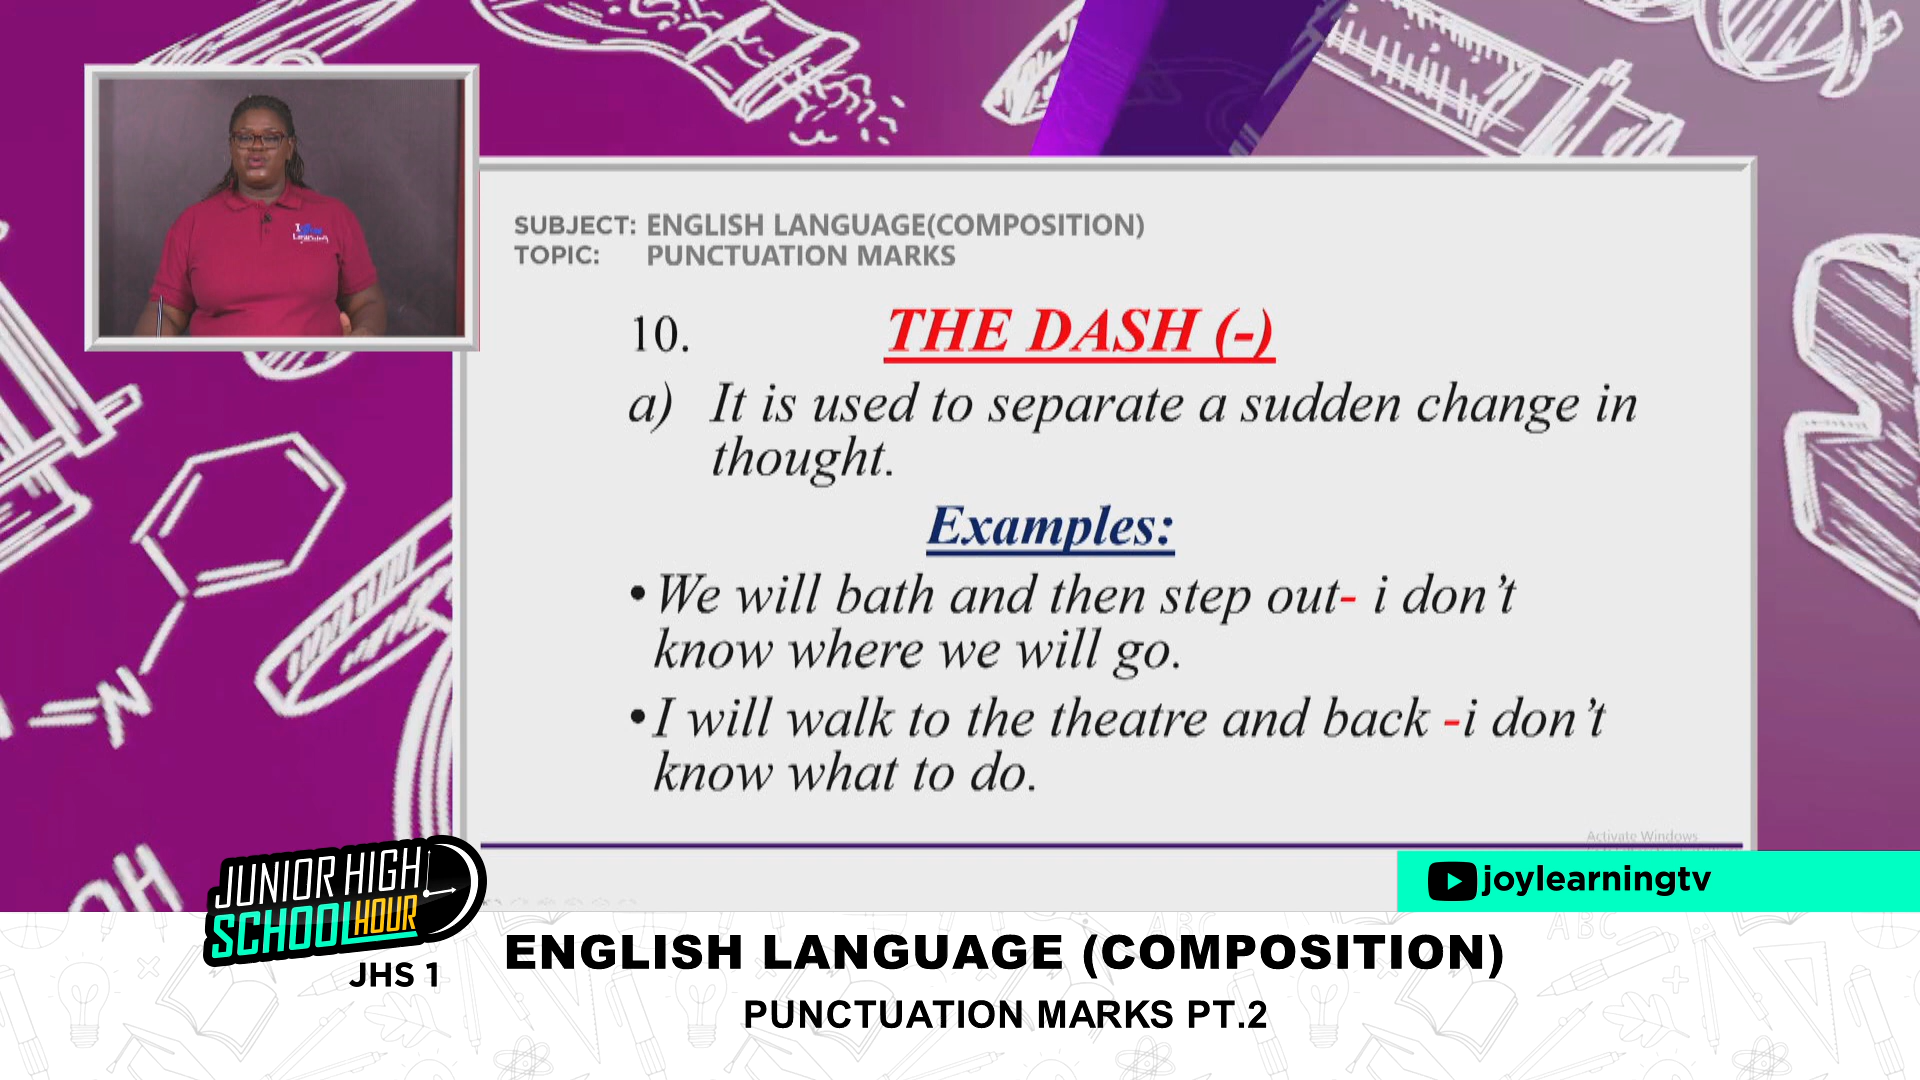 SUBJECT: ENGLISH LANGUAGE(COMPOSITION)
TOPIC: PUNCTUATION MARKS
10. THE DASH (-)
a) It is used to separate a sudden change in
thought.
Examples:
• We will bath and then step out- i don't
know where we will go.
• I will walk to the theatre and back -i don't
know what to do.
Activate Windows
joylearningtv
JUNIOR HIGH
SCHOOL HOUR
JHS 1
ENGLISH LANGUAGE (COMPOSITION)
PUNCTUATION MARKS PT.2
N
OH
ABC
I
Learning